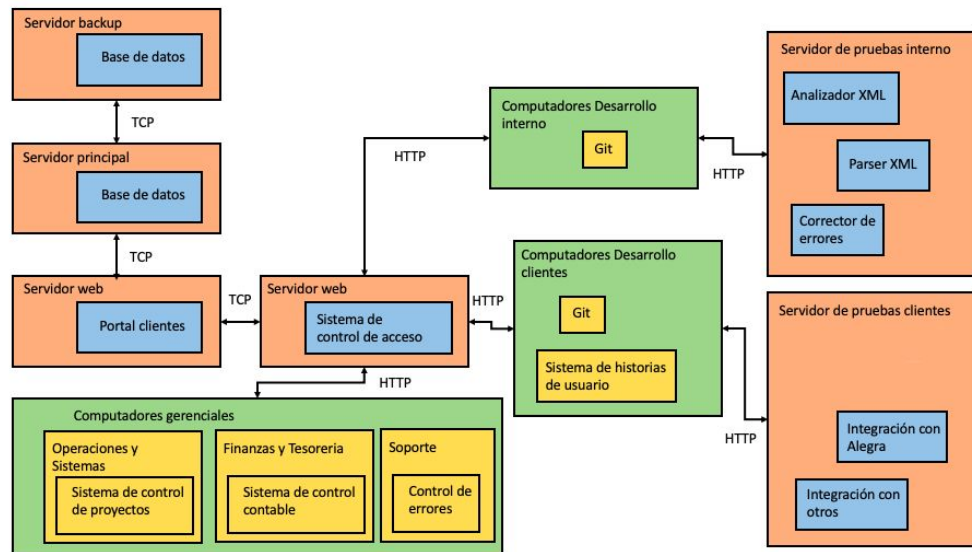 Servidor backup
Base de datos
TCP
Servidor principal
Base de datos
TCP
Servidor web
Portal clientes
TCP
Servidor web
Sistema de
control de acceso
HTTP
HTTP
HTTP
Computadores Desarrollo
interno
Git
HTTP
Computadores Desarrollo
clientes
Git
Sistema de historias
de usuario
HTTP
Servidor de pruebas interno
Analizador XML
Parser XML
Corrector de
errores
Servidor de pruebas clientes
Integración con
Alegra
Integración con
otros
Computadores gerenciales
Operaciones y
Sistemas
Sistema de control
de proyectos
Finanzas y Tesoreria
Sistema de control
contable
Soporte
Control de
errores